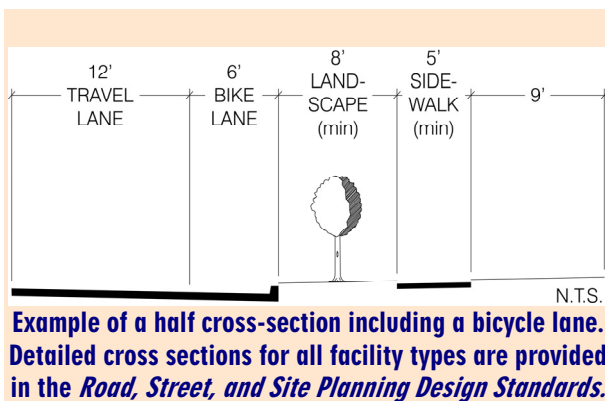 12’
TRAVEL
LANE
6’
BIKE
LANE
8’
LAND-
SCAPE
(min)
5’
SIDE-
WALK
(min)
9’
N.T.S.
Example of a half cross-section including a bicycle lane.
Detailed cross sections for all facility types are provided
in the Road, Street, and Site Planning Design Standards.